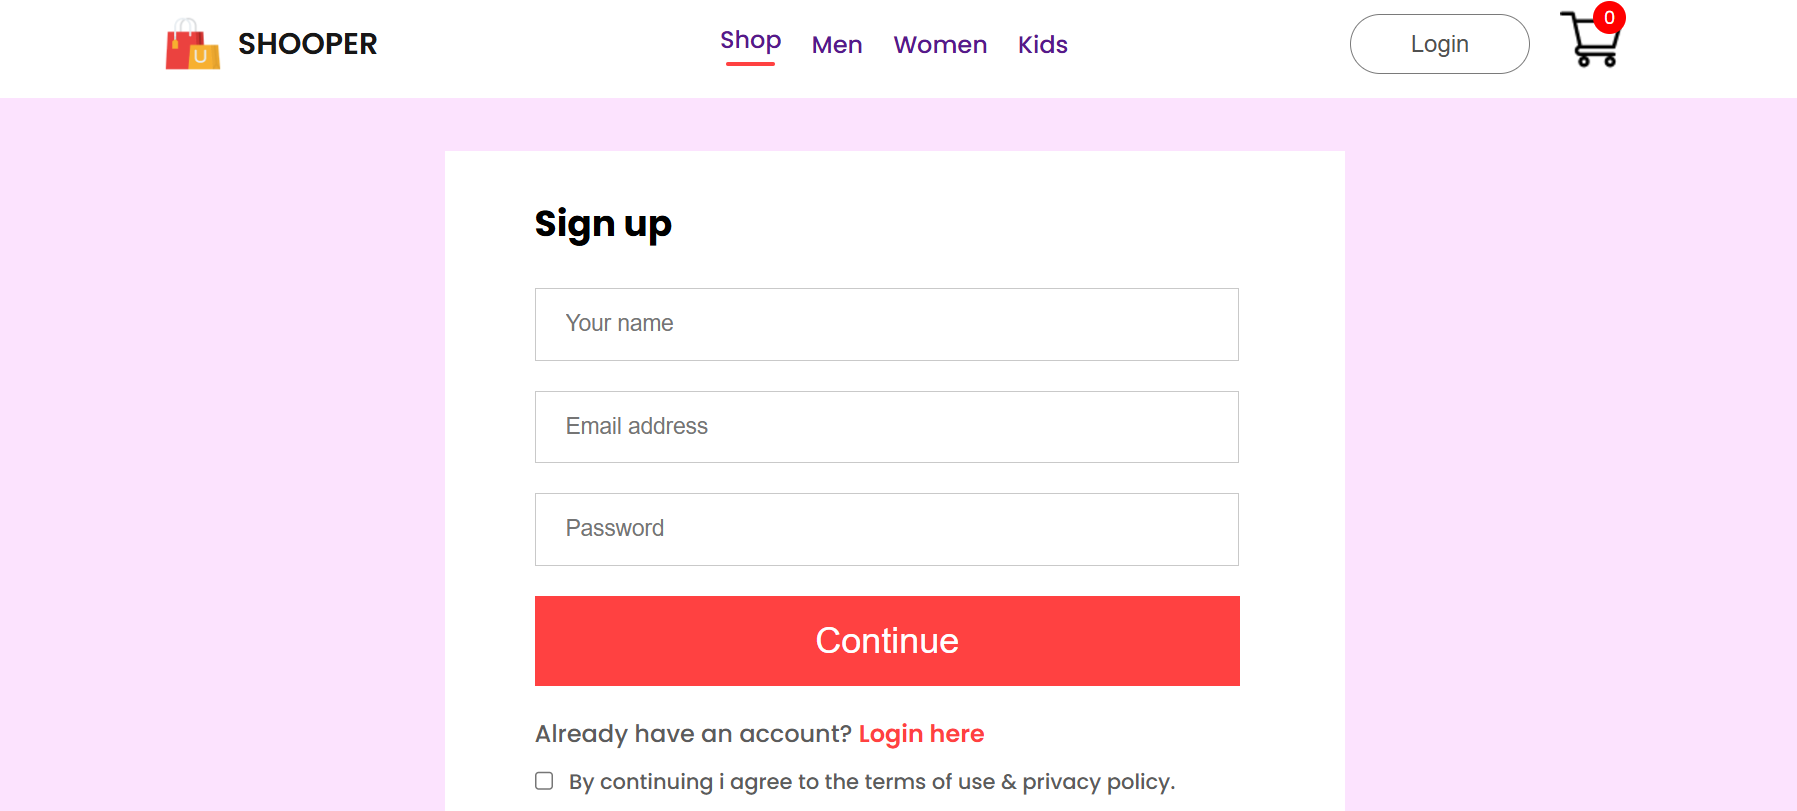 SHOOPER
Shop Men Women Kids
Login
0
Sign up
Your name
Email address
Password
Continue
Already have an account? Login here
By continuing i agree to the terms of use & privacy policy.